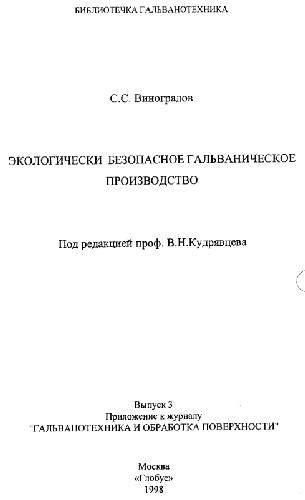 БИБЛИОТЕЧКА ГАЛЬВАНОТЕХНИКА
С.С. Виноградов
ЭКОЛОГИЧЕСКИ БЕЗОПАСНОЕ ГАЛЬВАНИЧЕСКОЕ
ПРОИЗВОДСТВО
Под редакцией проф. В.Н.Кудрявцева
Выпуск 3
Приложение к журналу
"ГАЛЬВАНОТЕХНИКА И ОБРАБОТКА ПОВЕРХНОСТИ"
Москва
«Глобус»
1998